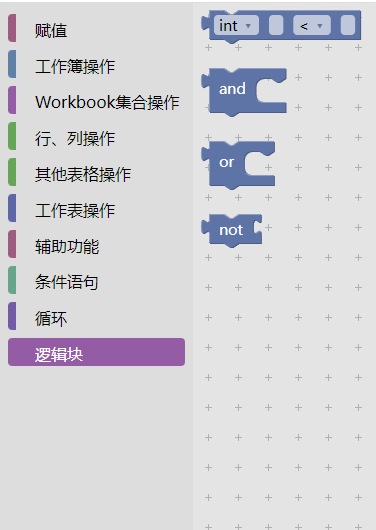 赋值
工作簿操作
Workbook集合操作
行、列操作
其他表格操作
工作表操作
辅助功能
条件语句
循环
逻辑块
int <
and
or
not